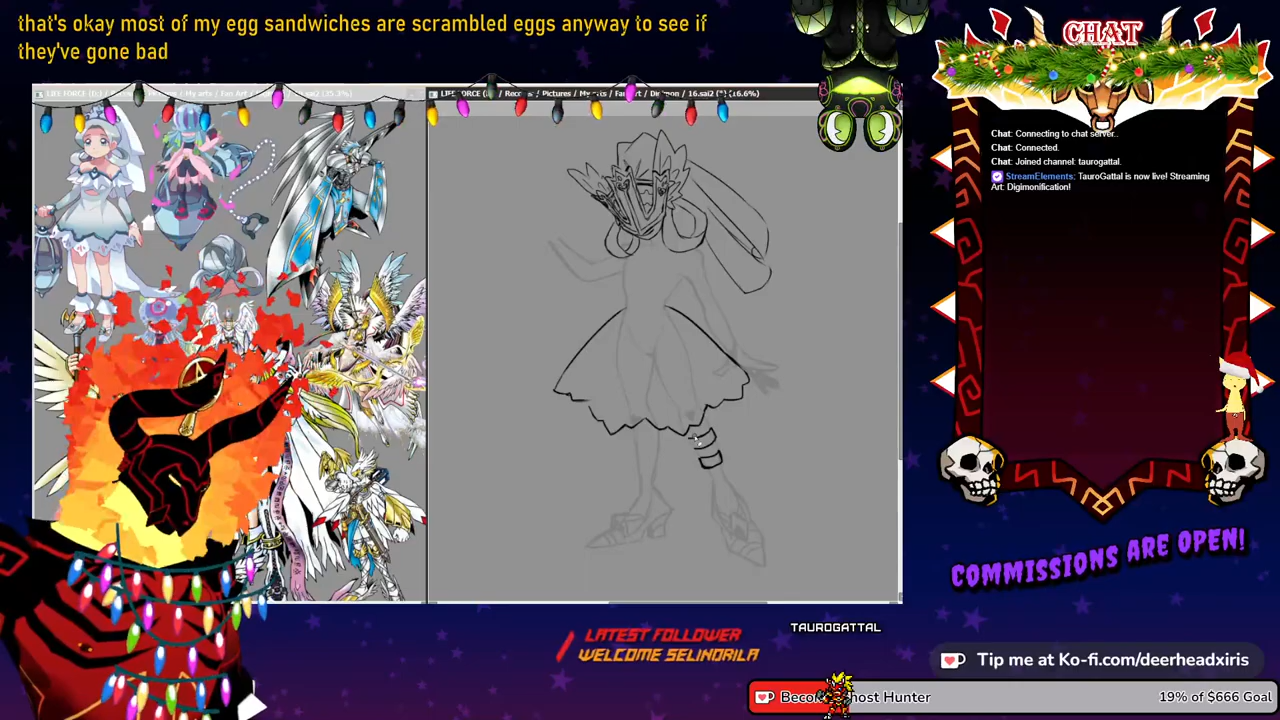 that's okay most of my egg sandwiches are scrambled eggs anyway to see if
they've gone bad
CHAT
Chat: Connecting to chat server..
Chat: Connected.
Chat: Joined channel: taurogattal.
StreamElements: TauroGattal is now live! Streaming
Art: Digimonification!
COMMISSIONS ARE OPEN!
TAUROGATTAL
LATEST FOLLOWER
WELCOME SELINORILA
Tip me at Ko-fi.com/deerheadxiris
Hunter
19% of $666 Goal